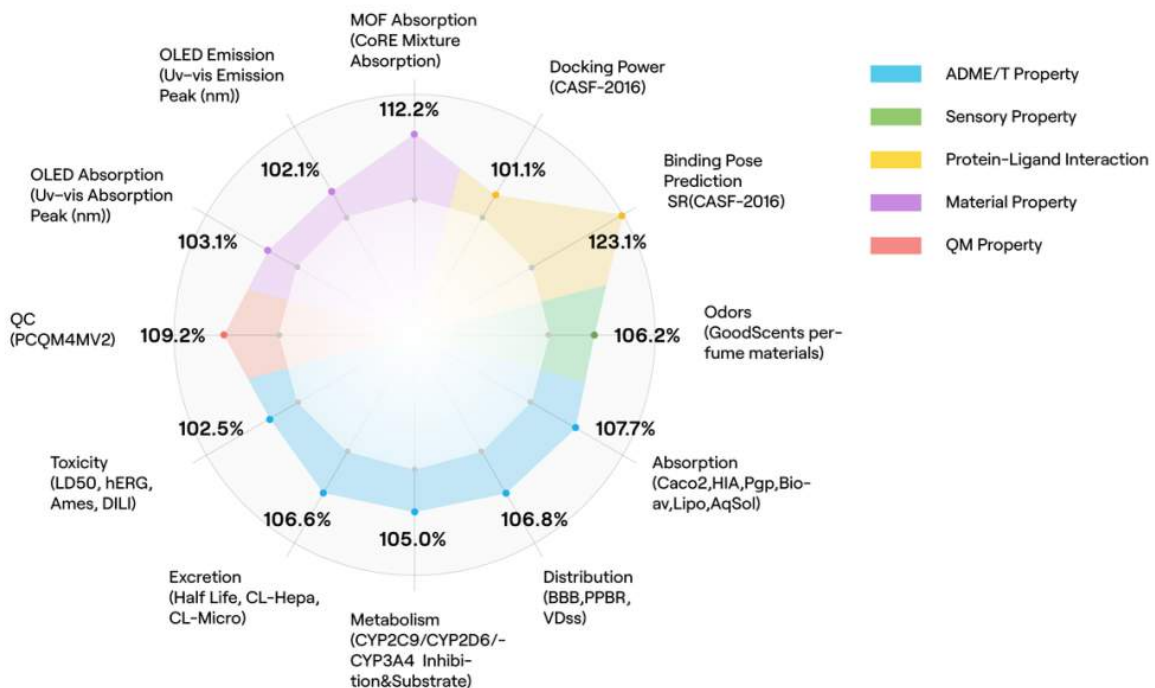 MOF Absorption
(CoRE Mixture
Absorption)
112.2%
Docking Power
(CASF-2016)
101.1%
Binding Pose
Prediction
SR(CASF-2016)
123.1%
Odors
(GoodScents per-
fume materials)
106.2%
107.7%
Absorption
(Caco2,HIA,Pgp,Bio-
av,Lipo,AqSol)
106.8%
Distribution
(BBB,PPBR,
VDss)
105.0%
Metabolism
(CYP2C9/CYP2D6/-
CYP3A4 Inhibi-
tion&Substrate)
106.6%
Excretion
(Half Life, CL-Hepa,
CL-Micro)
102.5%
Toxicity
(LD50, hERG,
Ames, DILI)
QC
(PCQM4MV2)
109.2%
OLED Absorption
(Uv-vis Absorption
Peak (nm))
103.1%
OLED Emission
(Uv-vis Emission
Peak (nm))
102.1%
ADME/T Property
Sensory Property
Protein-Ligand Interaction
Material Property
QM Property